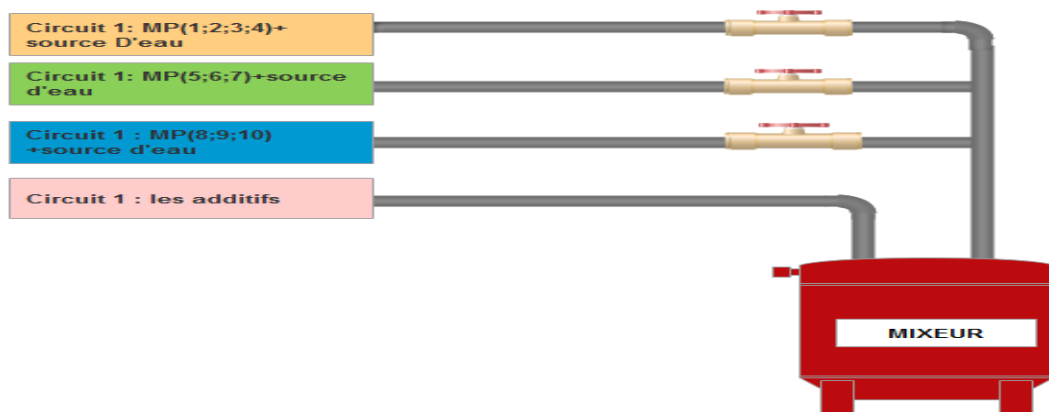 Circuit 1: MP(1;2;3;4)+
source D'eau
Circuit 1: MP(5;6;7)+source
d'eau
Circuit 1 : MP(8;9;10)
+source d'eau
Circuit 1 : les additifs
MIXEUR